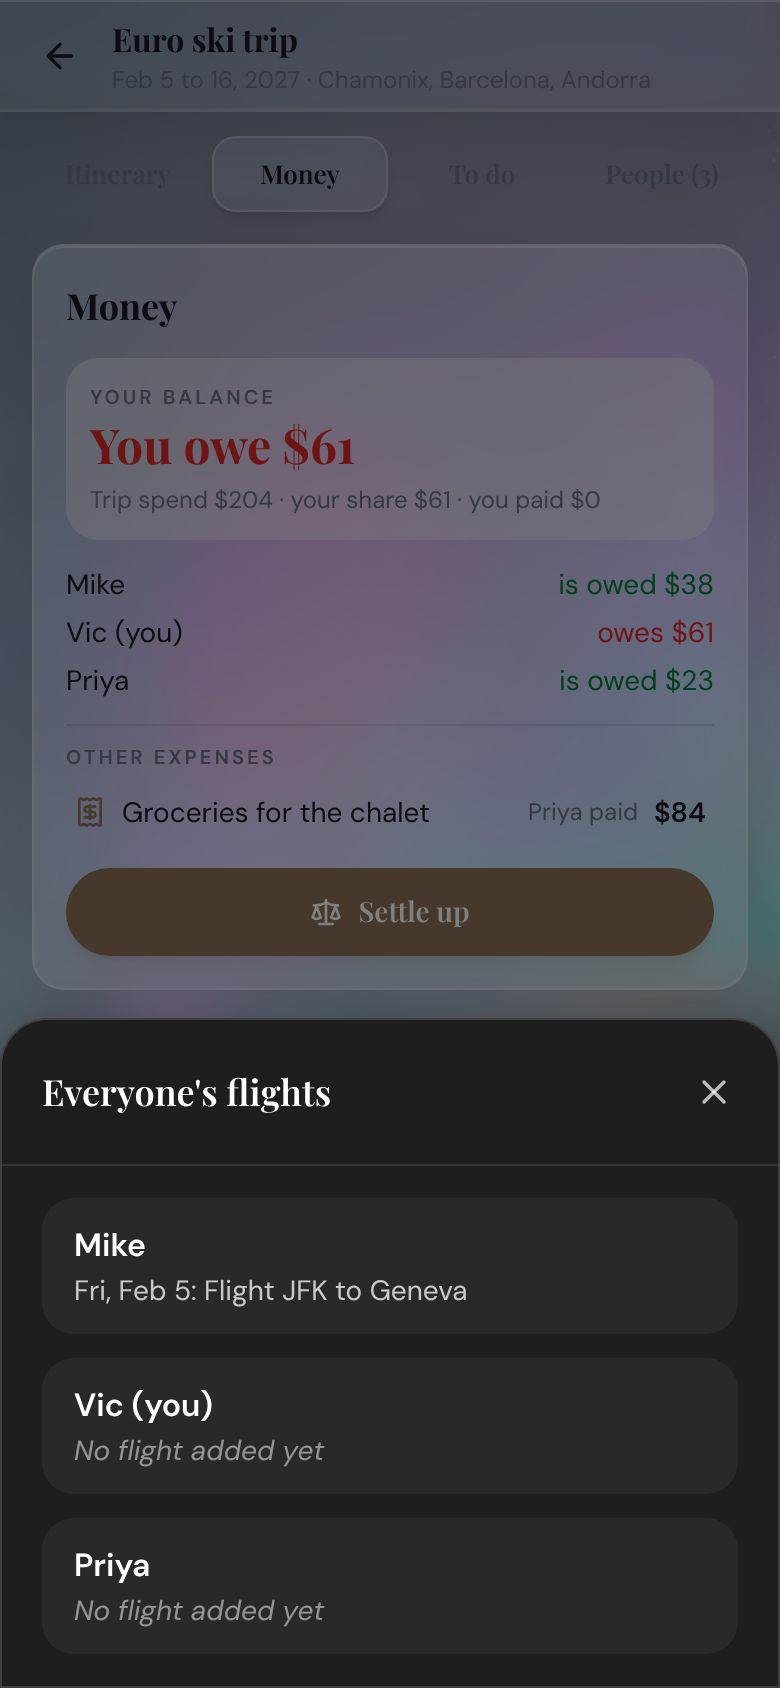 Euro ski trip
Feb 5 to 16, 2027 · Chamonix, Barcelona, Andorra
Itinerary Money To do People (3)
Money
YOUR BALANCE
You owe $61
Trip spend $204 · your share $61 · you paid $0
Mike is owed $38
Vic (you) owes $61
Priya is owed $23
OTHER EXPENSES
Groceries for the chalet Priya paid $84
Settle up
Everyone's flights
Mike
Fri, Feb 5: Flight JFK to Geneva
Vic (you)
No flight added yet
Priya
No flight added yet